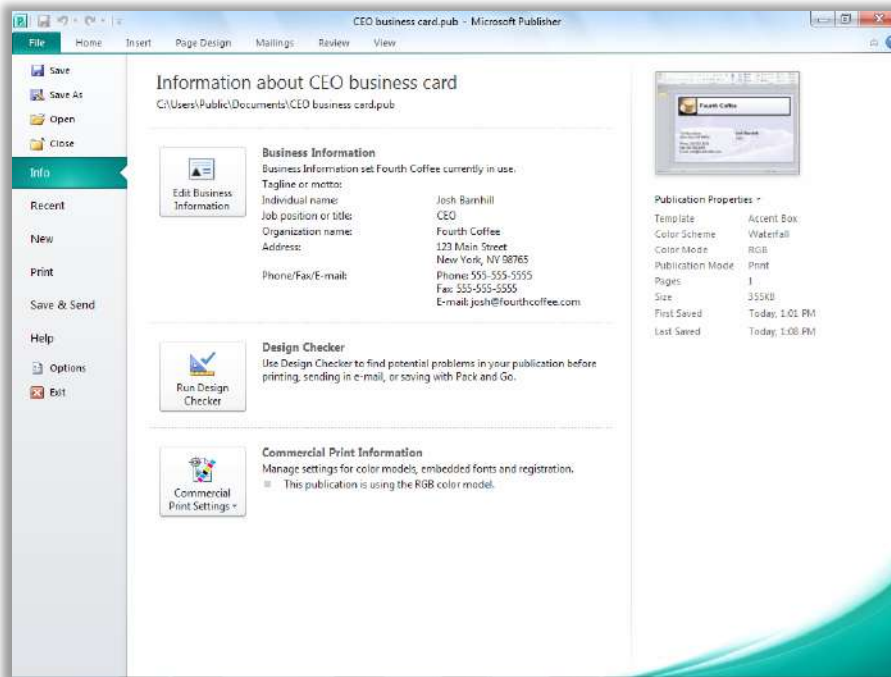 CEO business card.pub - Microsoft Publisher
File Home Insert Page Design Mailings Review View
Save
Save As
Open
Close
Info
Recent
New
Print
Save & Send
Help
Options
Exit
Information about CEO business card
C:\Users\Public\Documents\CEO business card.pub
Edit Business
Information
Business Information
Business Information set Fourth Coffee currently in use.
Tagline or motto:
Individual name: Josh Barnhill
Job position or title: CEO
Organization name: Fourth Coffee
Address: 123 Main Street
New York, NY 98765
Phone/Fax/E-mail: Phone: 555-555-5555
Fax: 555-555-5555
E-mail: josh@fourthcoffee.com
Run Design
Checker
Design Checker
Use Design Checker to find potential problems in your publication before
printing, sending in e-mail, or saving with Pack and Go.
Commercial
Print Settings
Commercial Print Information
Manage settings for color models, embedded fonts and registration.
This publication is using the RGB color model.
Fourth Coffee
Publication Properties
Template Accent Box
Color Scheme Waterfall
Color Mode RGB
Publication Mode Print
Pages 1
Size 355KB
First Saved Today, 1:01 PM
Last Saved Today, 1:08 PM